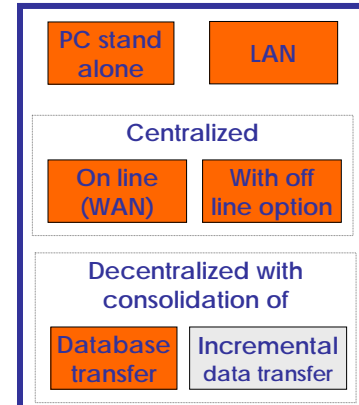 PC stand
alone
LAN
Centralized
On line
(WAN)
With off
line option
Decentralized with
consolidation of
Database
transfer
Incremental
data transfer